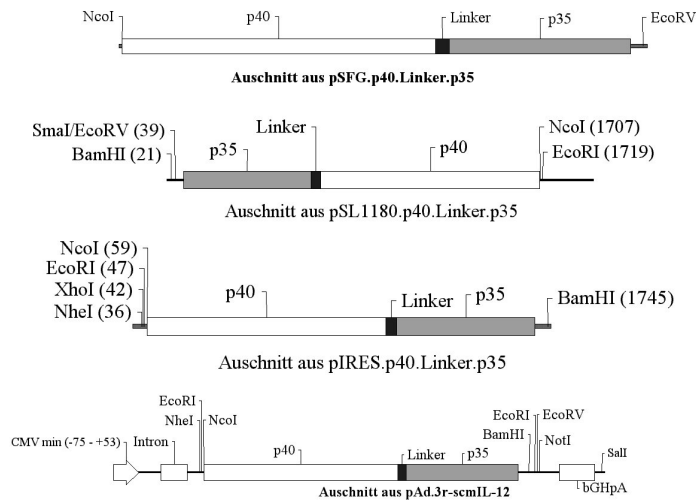 NcoI
p40
Linker
p35
EcoRV
Auschnitt aus pSFG.p40.Linker.p35
SmaI/EcoRV (39)
BamHI (21)
p35
Linker
p40
NcoI (1707)
EcoRI (1719)
Auschnitt aus pSL1180.p40.Linker.p35
NcoI (59)
EcoRI (47)
XhoI (42)
NheI (36)
p40
Linker
p35
BamHI (1745)
Auschnitt aus pIRES.p40.Linker.p35
CMV min (-75 - +53)
Intron
EcoRI
NheI
NcoI
p40
Linker
p35
EcoRI
EcoRV
BamHI
NotI
SalI
bGHpA
Auschnitt aus pAd.3r-scmIL-12